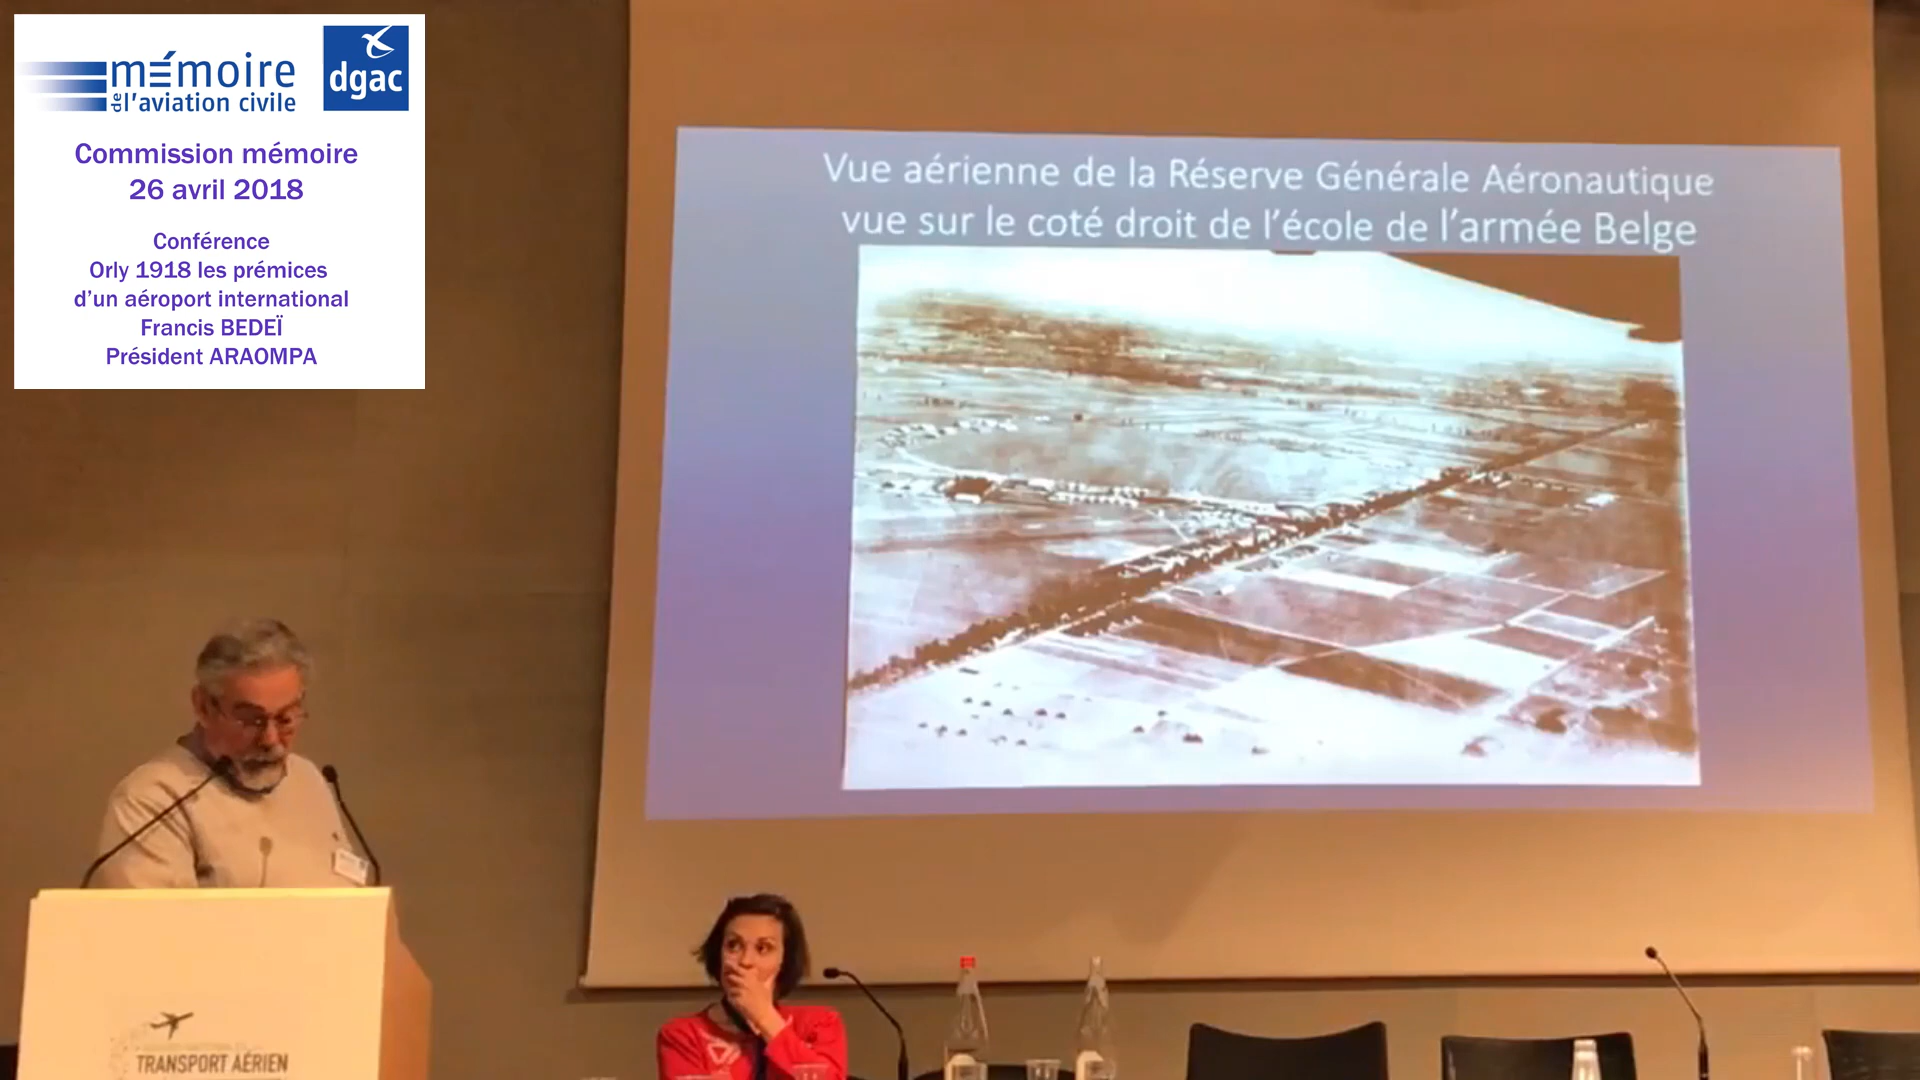 mémoire
de l'aviation civile
dgac
Commission mémoire
26 avril 2018
Conférence
Orly 1918 les prémices
d'un aéroport international
Francis BEDEÏ
Président ARAOMPA
Vue aérienne de la Réserve Générale Aéronautique
vue sur le coté droit de l'école de l'armée Belge
TRANSPORT AÉRIEN